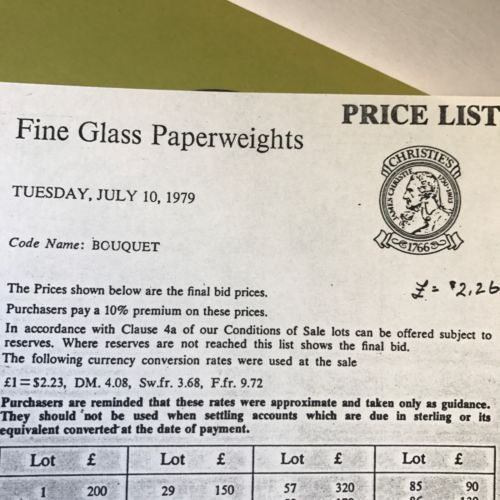 PRICE LIST
Fine Glass Paperweights
CHRISTIE'S
JAMES CHRISTIE 1730-1803
1766
TUESDAY, JULY 10, 1979
Code Name: BOUQUET
£ = $2.26
The Prices shown below are the final bid prices.
Purchasers pay a 10% premium on these prices.
In accordance with Clause 4a of our Conditions of Sale lots can be offered subject to
reserves. Where reserves are not reached this list shows the final bid.
The following currency conversion rates were used at the sale
£1=$2.23, DM. 4.08, Sw.fr. 3.68, F.fr. 9.72
Purchasers are reminded that these rates were approximate and taken only as guidance.
They should not be used when settling accounts which are due in sterling or its
equivalent converted at the date of payment.
Lot £ Lot £ Lot £ Lot £
1 200 29 150 57 320 85 90